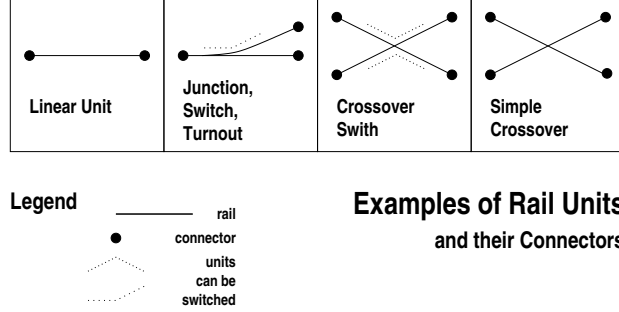 Linear Unit
Junction,
Switch,
Turnout
Crossover
Swith
Simple
Crossover
Legend
rail
connector
units
can be
switched
Examples of Rail Units
and their Connectors